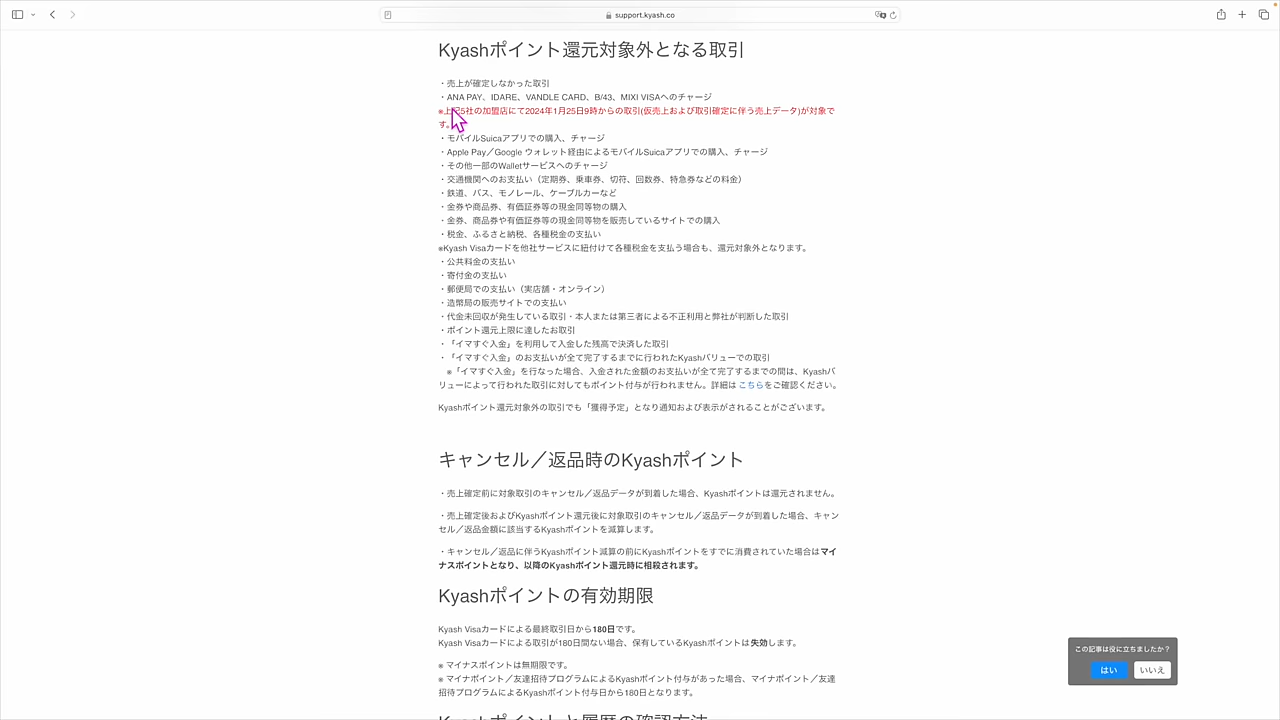 support.kyash.co
Kyashポイント還元対象外となる取引
・売上が確定しなかった取引
・ANA PAY、IDARE、VANDLE CARD、B/43、MIXI VISAへのチャージ
※上記5社の加盟店にて2024年1月25日9時からの取引(仮売上および取引確定に伴う売上データ)が対象で
す。
・モバイルSuicaアプリでの購入、チャージ
・Apple Pay／Google ウォレット経由によるモバイルSuicaアプリでの購入、チャージ
・その他一部のWalletサービスへのチャージ
・交通機関へのお支払い（定期券、乗車券、切符、回数券、特急券などの料金）
・鉄道、バス、モノレール、ケーブルカーなど
・金券や商品券、有価証券等の現金同等物の購入
・金券、商品券や有価証券等の現金同等物を販売しているサイトでの購入
・税金、ふるさと納税、各種税金の支払い
※Kyash Visaカードを他社サービスに紐付けて各種税金を支払う場合も、還元対象外となります。
・公共料金の支払い
・寄付金の支払い
・郵便局での支払い（実店舗・オンライン）
・造幣局の販売サイトでの支払い
・代金未回収が発生している取引・本人または第三者による不正利用と弊社が判断した取引
・ポイント還元上限に達したお取引
・「イマすぐ入金」を利用して入金した残高で決済した取引
・「イマすぐ入金」のお支払いが全て完了するまでに行われたKyashバリューでの取引
※「イマすぐ入金」を行なった場合、入金された金額のお支払いが全て完了するまでの間は、Kyashバ
リューによって行われた取引に対してもポイント付与が行われません。詳細は こちらをご確認ください。
Kyashポイント還元対象外の取引でも「獲得予定」となり通知および表示がされることがございます。
キャンセル／返品時のKyashポイント
・売上確定前に対象取引のキャンセル／返品データが到着した場合、Kyashポイントは還元されません。
・売上確定後およびKyashポイント還元後に対象取引のキャンセル／返品データが到着した場合、キャン
セル／返品金額に該当するKyashポイントを減算します。
・キャンセル／返品に伴うKyashポイント減算の前にKyashポイントをすでに消費されていた場合はマイ
ナスポイントとなり、以降のKyashポイント還元時に相殺されます。
Kyashポイントの有効期限
Kyash Visaカードによる最終取引日から180日です。
Kyash Visaカードによる取引が180日間ない場合、保有しているKyashポイントは失効します。
※ マイナスポイントは無期限です。
※ マイナポイント／友達招待プログラムによるKyashポイント付与があった場合、マイナポイント／友達
招待プログラムによるKyashポイント付与日から180日となります。
Kyashポイントと履歴の確認方法
この記事は役に立ちましたか？
はい
いいえ